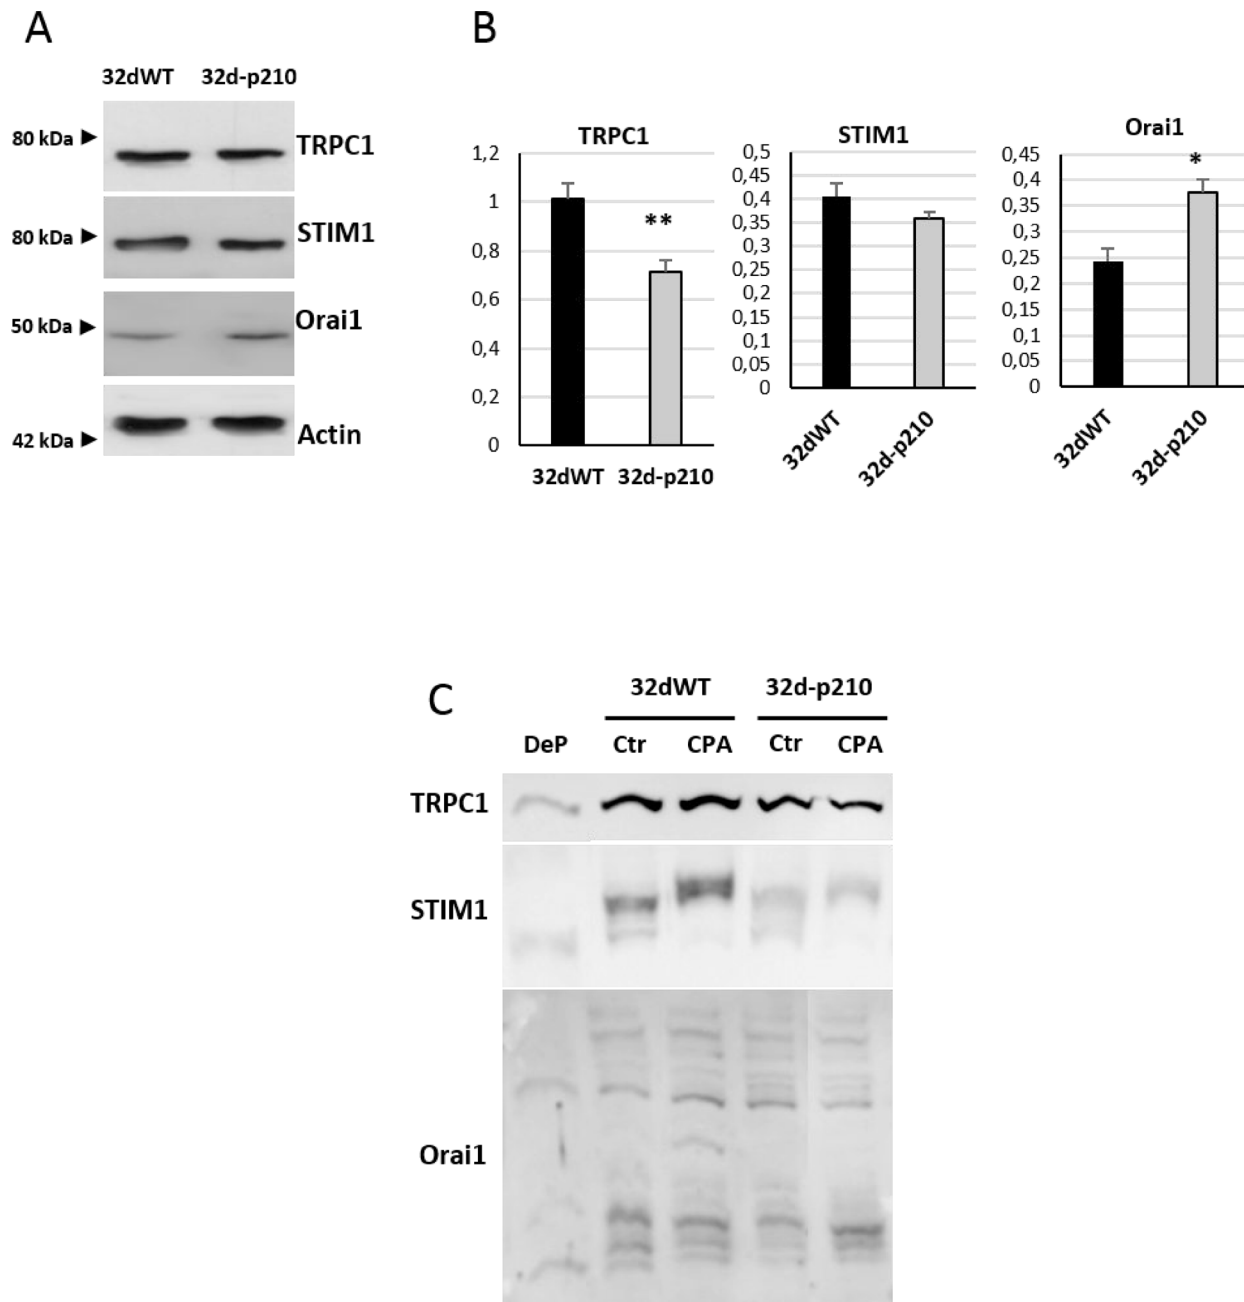 A
32dWT 32d-p210
80 kDa TRPC1
80 kDa STIM1
50 kDa Orai1
42 kDa Actin
B
TRPC1
1,2
1
0,8
0,6
0,4
0,2
0
**
32dWT 32d-p210
STIM1
0,5
0,45
0,4
0,35
0,3
0,25
0,2
0,15
0,1
0,05
0
32dWT 32d-p210
Orai1
0,45
0,4
0,35
0,3
0,25
0,2
0,15
0,1
0,05
0
*
32dWT 32d-p210
C
32dWT 32d-p210
DeP Ctr CPA Ctr CPA
TRPC1
STIM1
Orai1